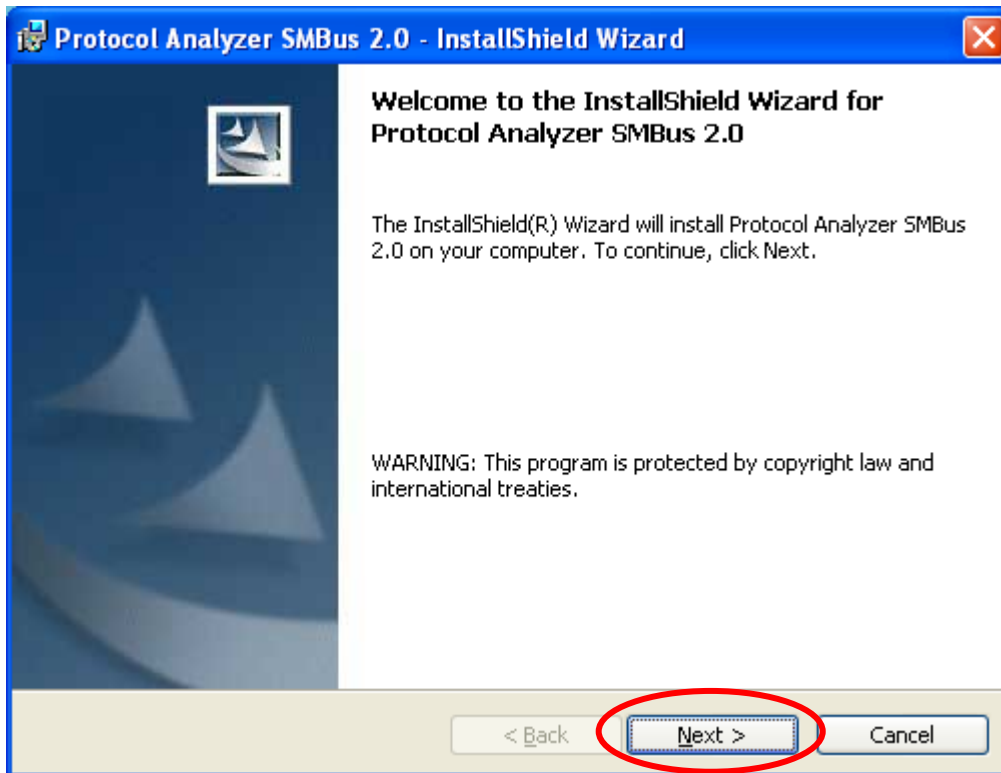 Protocol Analyzer SMBus 2.0 - InstallShield Wizard
Welcome to the InstallShield Wizard for
Protocol Analyzer SMBus 2.0
The InstallShield(R) Wizard will install Protocol Analyzer SMBus
2.0 on your computer. To continue, click Next.
WARNING: This program is protected by copyright law and
international treaties.
< Back Next > Cancel